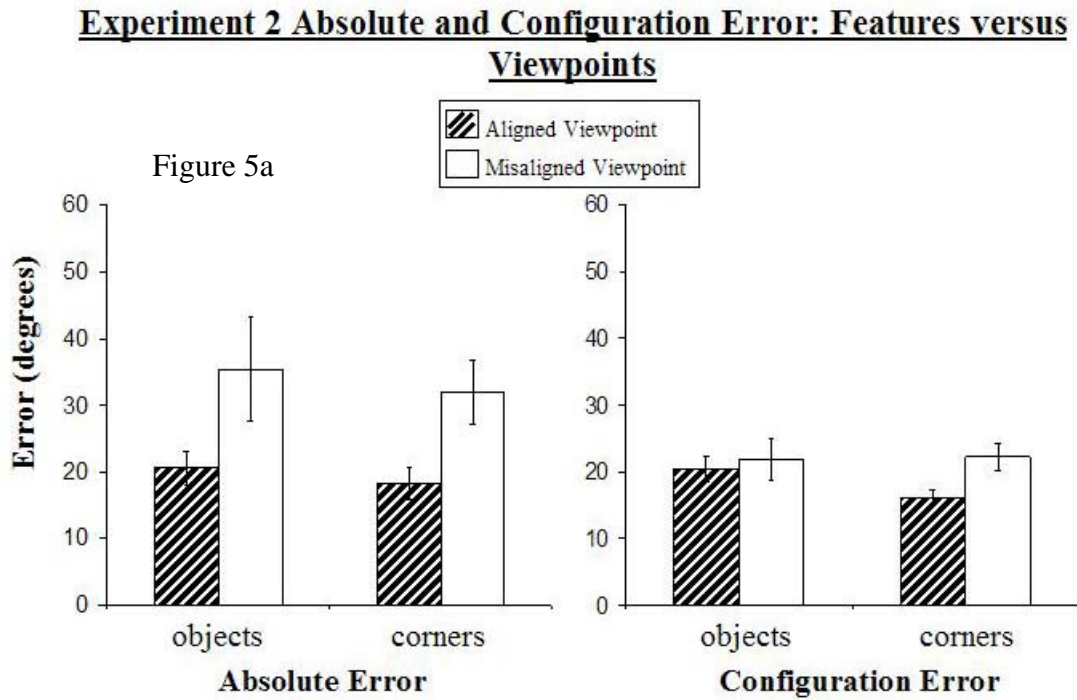 Experiment 2 Absolute and Configuration Error: Features versus
Viewpoints
Aligned Viewpoint
Misaligned Viewpoint
Figure 5a
Error (degrees)
60
50
40
30
20
10
0
objects corners
Absolute Error
60
50
40
30
20
10
0
objects corners
Configuration Error